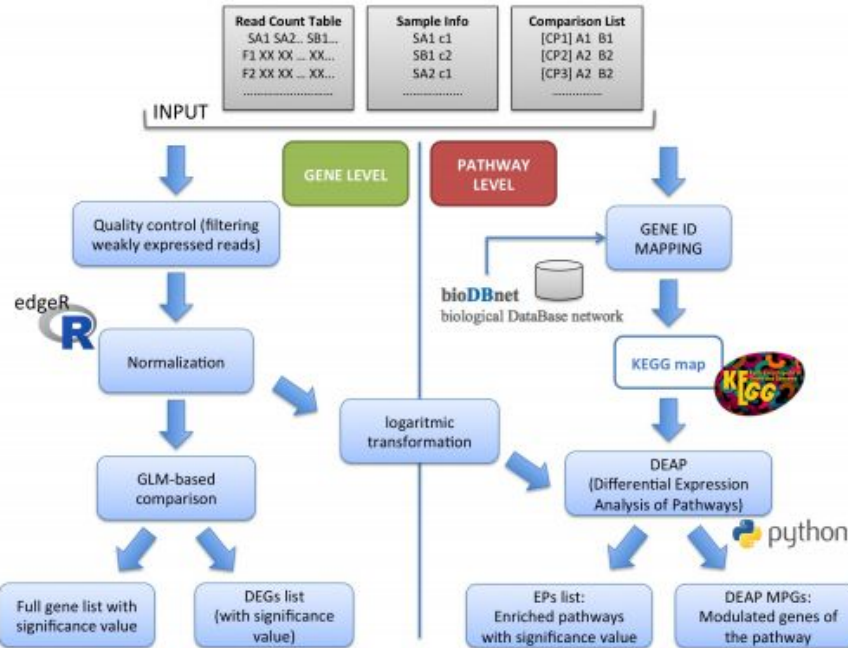 Read Count Table
SA1 SA2.. SB1...
F1 XX XX ... XX...
F2 XX XX ... XX...
..........................
Sample Info
SA1 c1
SB1 c2
SA2 c1
.................
Comparison List
[CP1] A1 B1
[CP2] A2 B2
[CP3] A2 B2
..............
INPUT
GENE LEVEL
PATHWAY
LEVEL
Quality control (filtering
weakly expressed reads)
GENE ID
MAPPING
bioDBnet
biological DataBase network
edgeR
R
Normalization
KEGG map
KEGG
logaritmic
transformation
GLM-based
comparison
DEAP
(Differential Expression
Analysis of Pathways)
python
Full gene list with
significance value
DEGs list
(with significance
value)
EPs list:
Enriched pathways
with significance value
DEAP MPGs:
Modulated genes of
the pathway